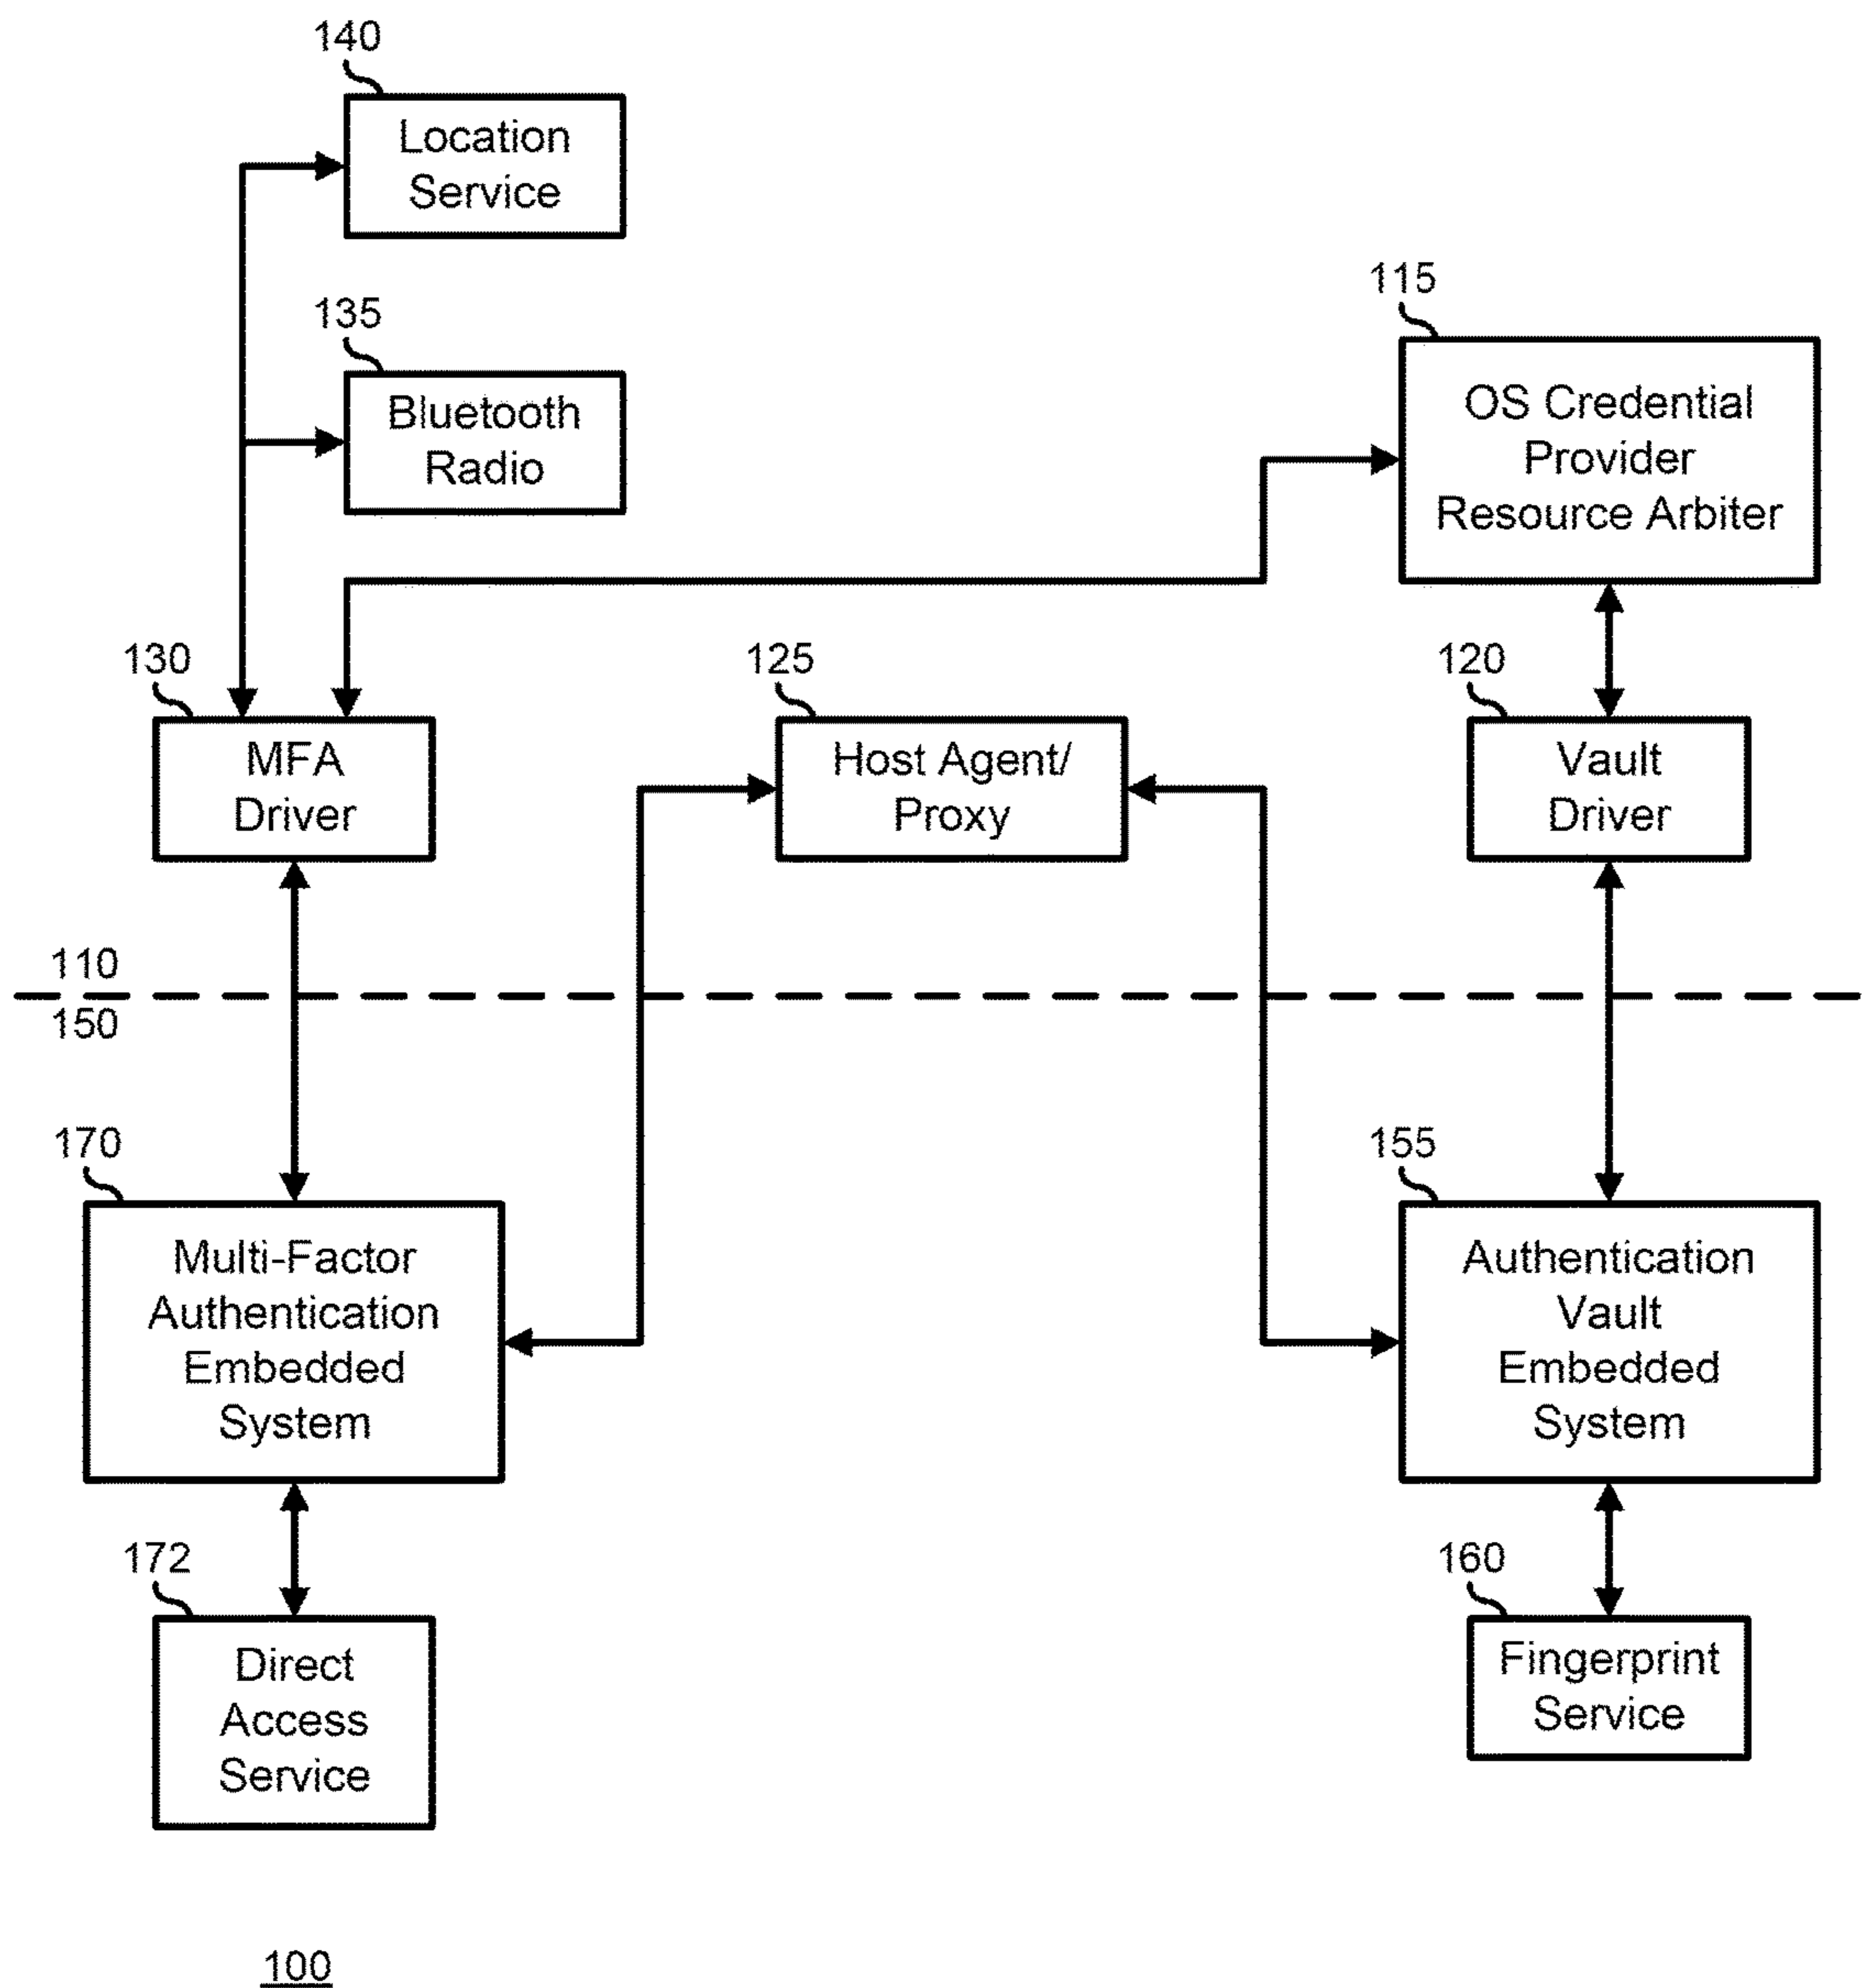 140
Location
Service
135
Bluetooth
Radio
115
OS Credential
Provider
Resource Arbiter
130
MFA
Driver
125
Host Agent/
Proxy
120
Vault
Driver
110
150
170
Multi-Factor
Authentication
Embedded
System
155
Authentication
Vault
Embedded
System
172
Direct
Access
Service
160
Fingerprint
Service
100